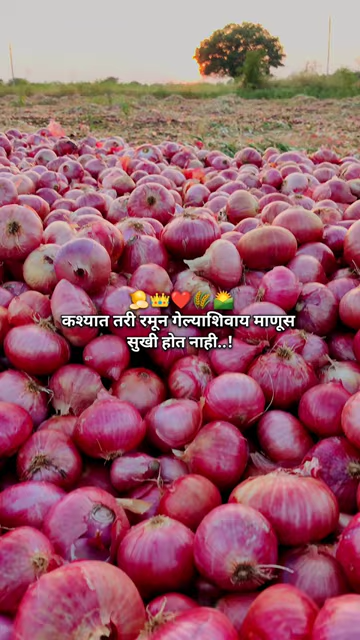 🧅👑❤️🌾🌄
कश्यात तरी रमून गेल्याशिवाय माणूस
सुखी होत नाही..!